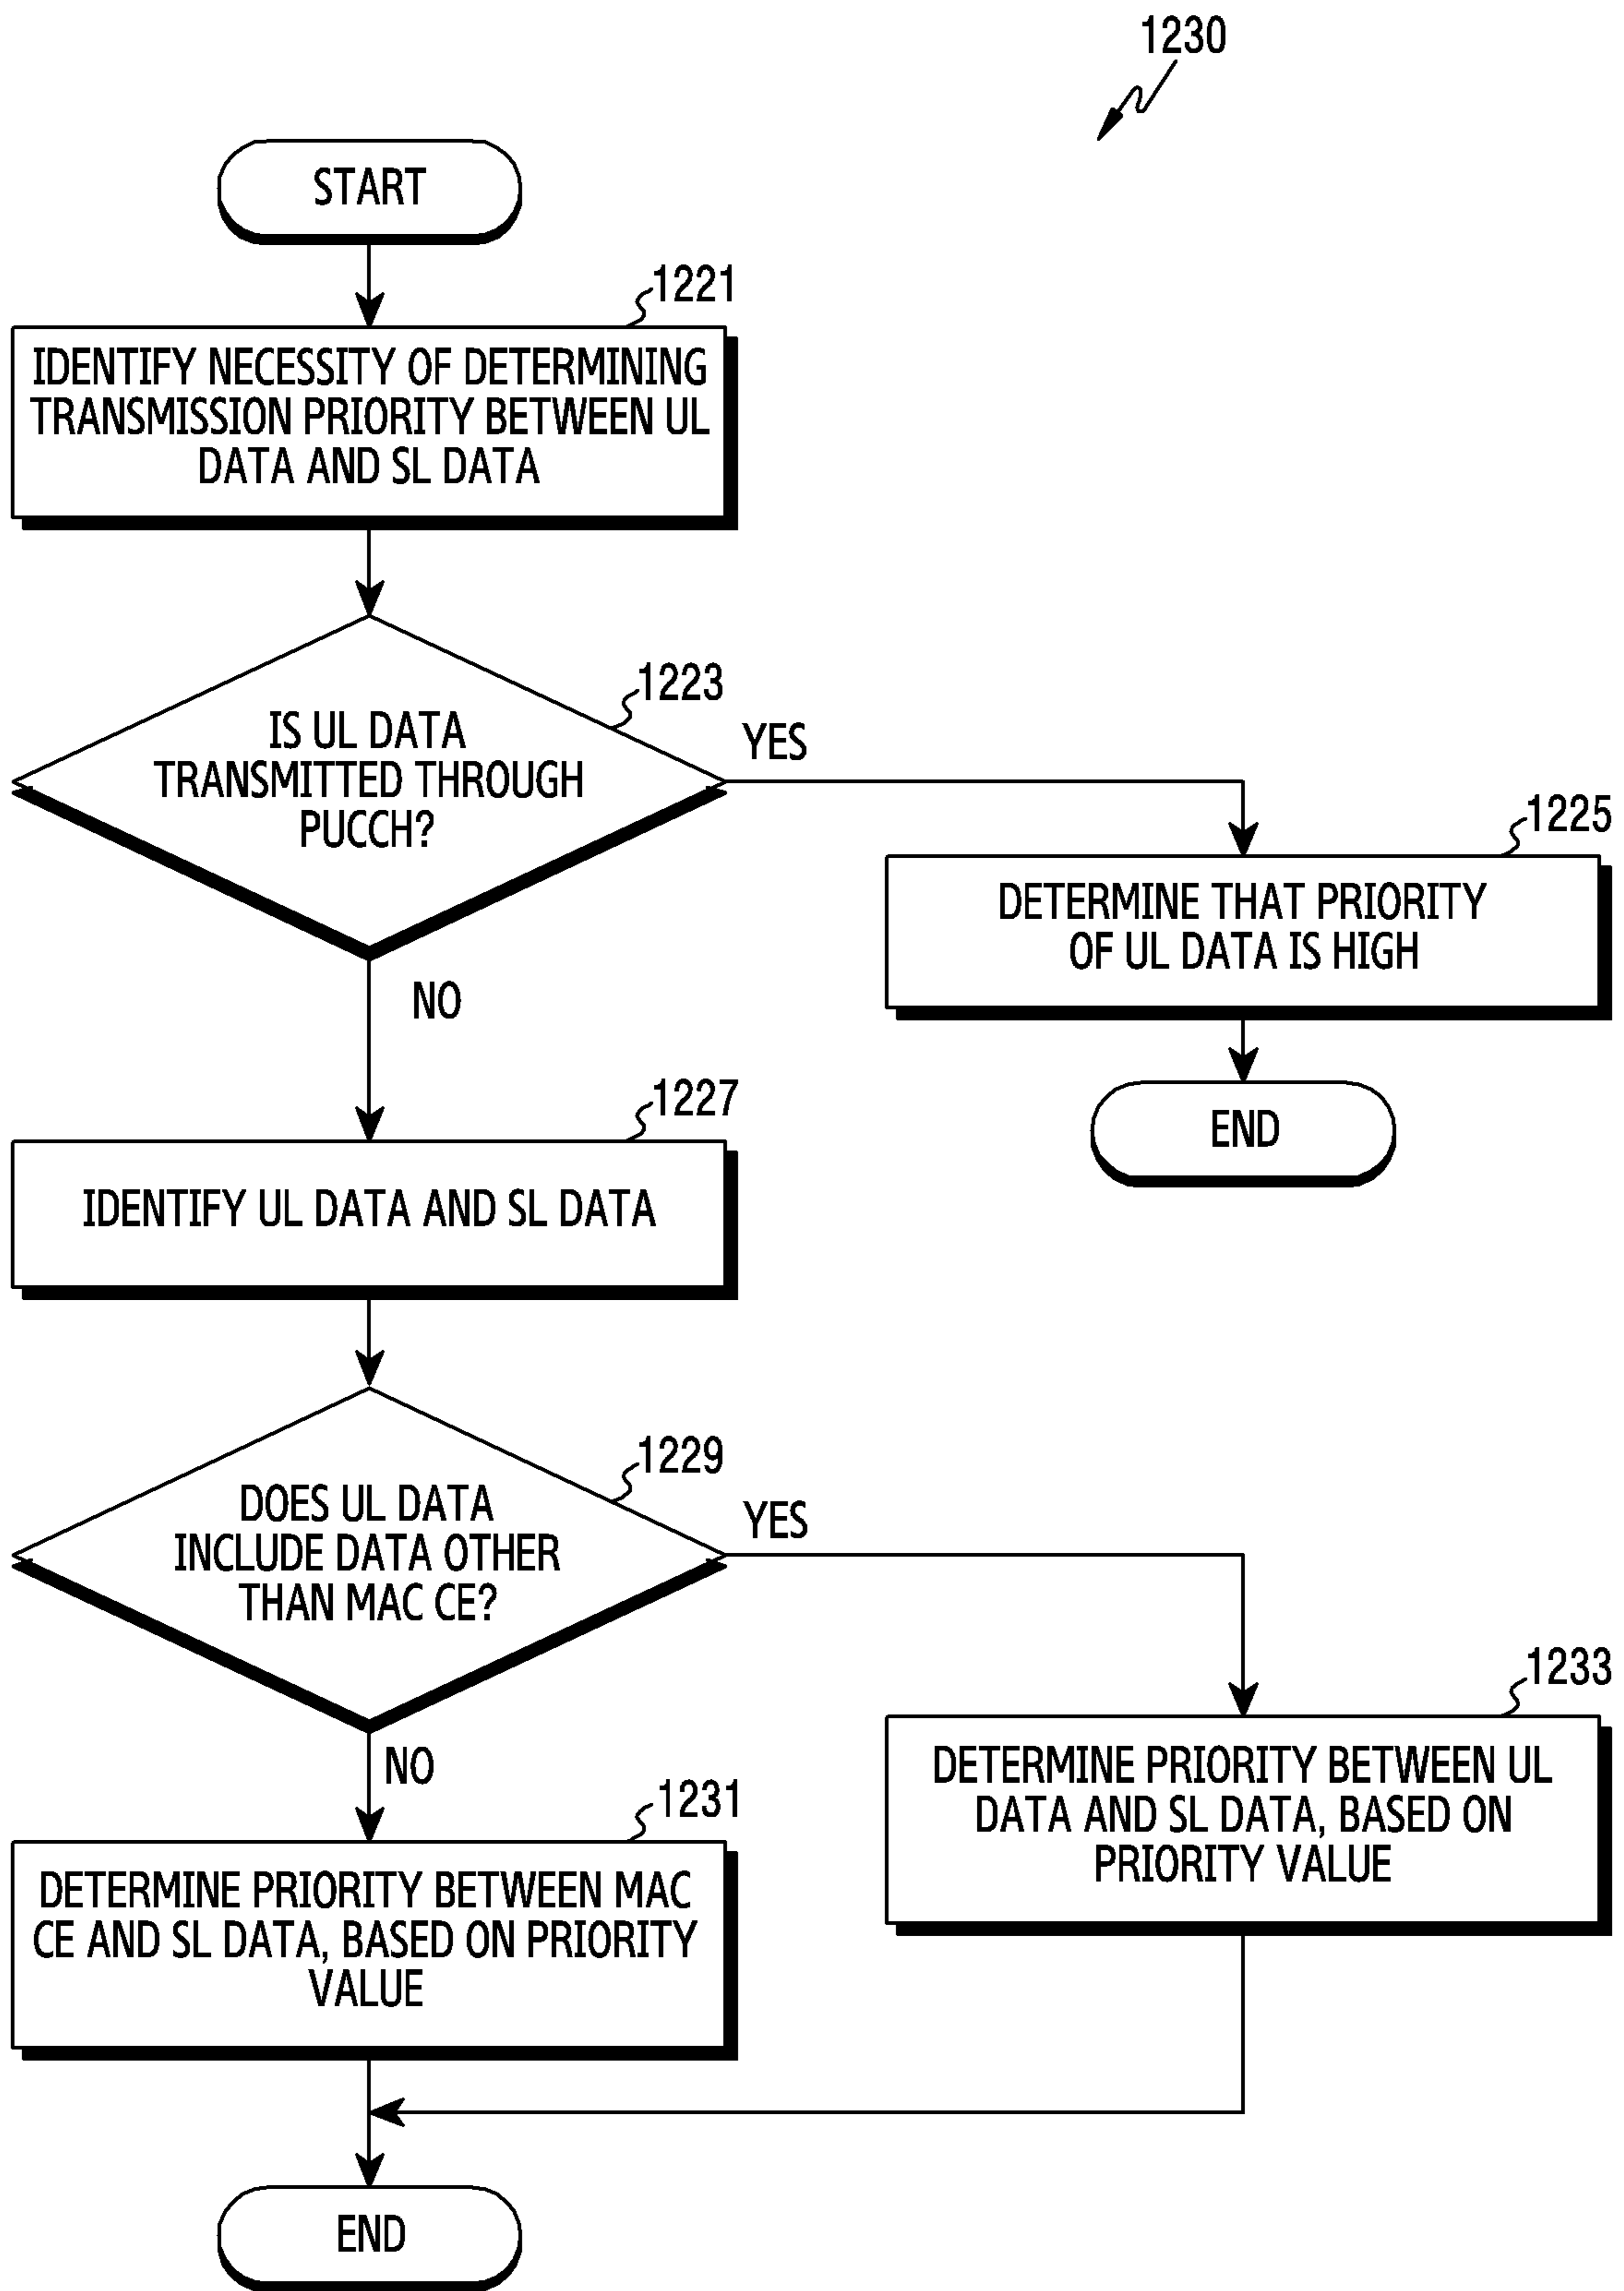 1230
START
1221
IDENTIFY NECESSITY OF DETERMINING
TRANSMISSION PRIORITY BETWEEN UL
DATA AND SL DATA
1223
IS UL DATA
TRANSMITTED THROUGH
PUCCH?
YES
NO
1225
DETERMINE THAT PRIORITY
OF UL DATA IS HIGH
END
1227
IDENTIFY UL DATA AND SL DATA
1229
DOES UL DATA
INCLUDE DATA OTHER
THAN MAC CE?
YES
NO
1233
DETERMINE PRIORITY BETWEEN UL
DATA AND SL DATA, BASED ON
PRIORITY VALUE
1231
DETERMINE PRIORITY BETWEEN MAC
CE AND SL DATA, BASED ON PRIORITY
VALUE
END